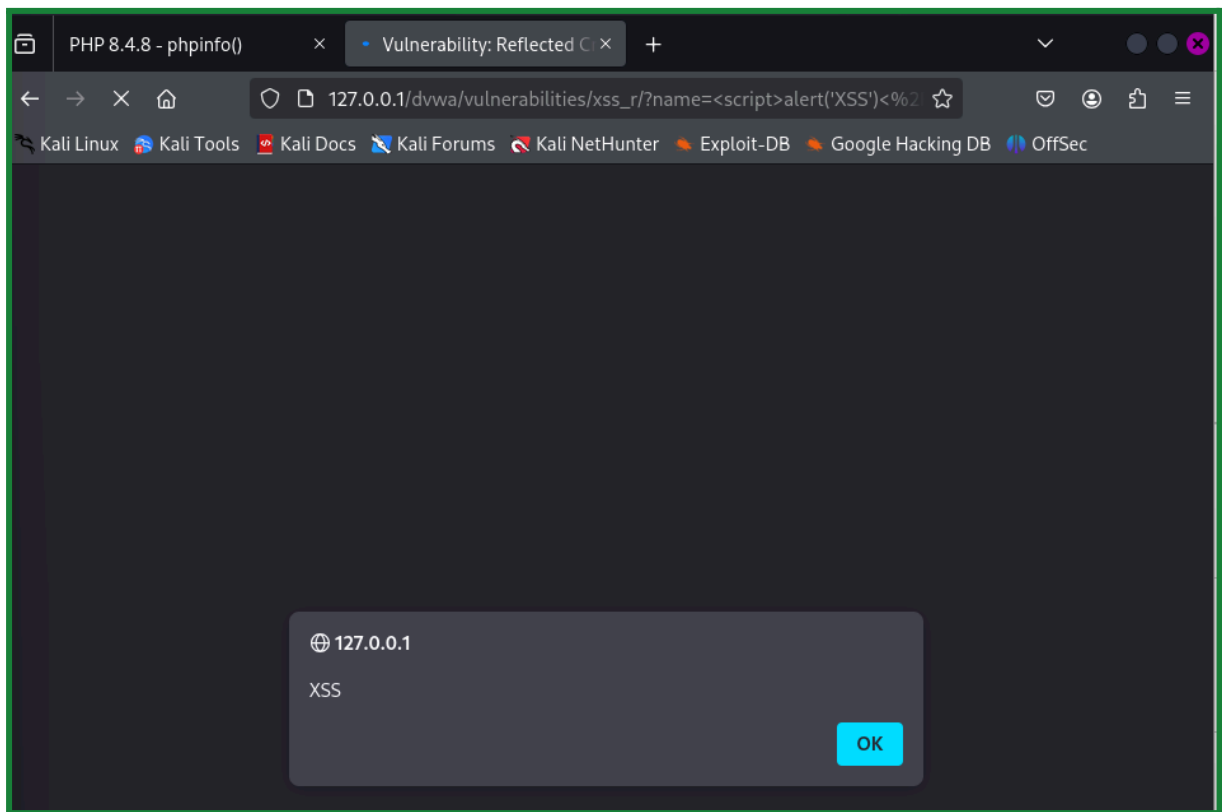 PHP 8.4.8 - phpinfo() Vulnerability: Reflected C
127.0.0.1/dvwa/vulnerabilities/xss_r/?name=<script>alert('XSS')<%2
Kali Linux Kali Tools Kali Docs Kali Forums Kali NetHunter Exploit-DB Google Hacking DB OffSec
127.0.0.1
XSS
OK